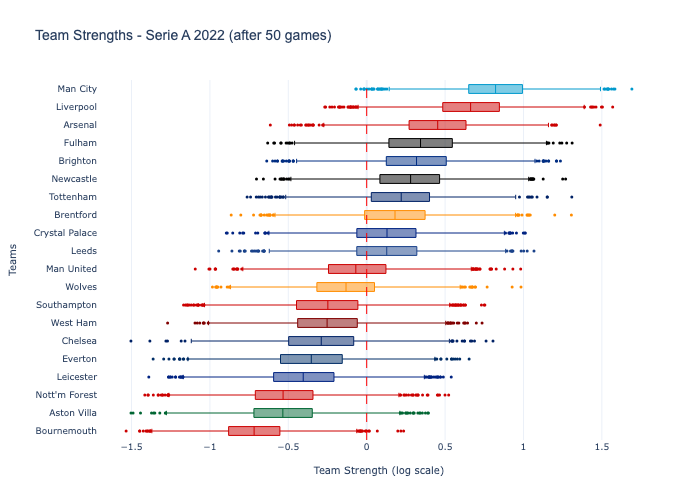 Team Strengths - Serie A 2022 (after 50 games)
Man City
Liverpool
Arsenal
Fulham
Brighton
Newcastle
Tottenham
Brentford
Crystal Palace
Leeds
Man United
Wolves
Southampton
West Ham
Chelsea
Everton
Leicester
Nott'm Forest
Aston Villa
Bournemouth
Teams
−1.5 −1 −0.5 0 0.5 1 1.5
Team Strength (log scale)